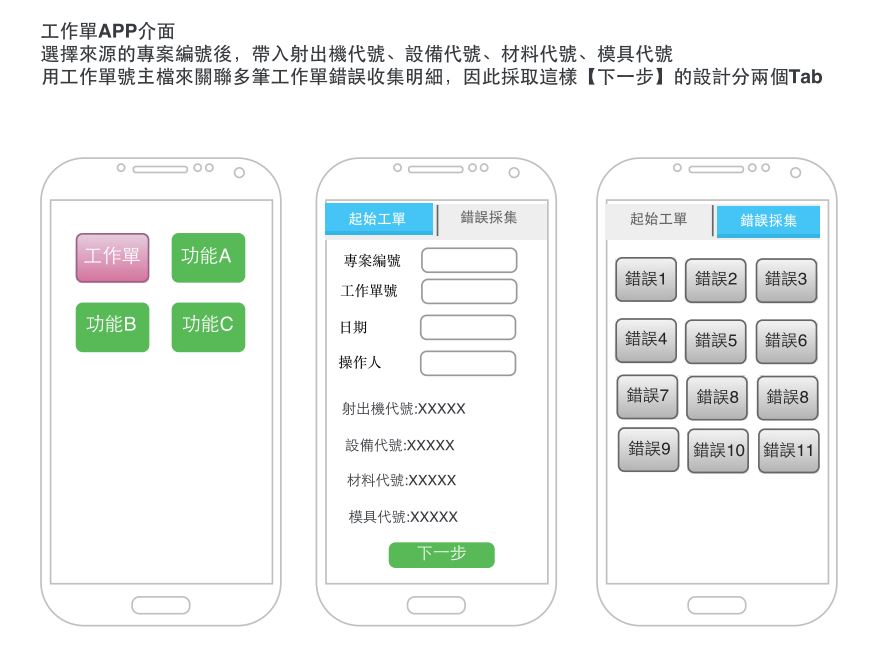 工作單APP介面
選擇來源的專案編號後，帶入射出機代號、設備代號、材料代號、模具代號
用工作單號主檔來關聯多筆工作單錯誤收集明細，因此採取這樣【下一步】的設計分兩個Tab
工作單 功能A
功能B 功能C
起始工單 錯誤採集
專案編號
工作單號
日期
操作人
射出機代號:XXXXX
設備代號:XXXXX
材料代號:XXXXX
模具代號:XXXXX
下一步
起始工單 錯誤採集
錯誤1 錯誤2 錯誤3
錯誤4 錯誤5 錯誤6
錯誤7 錯誤8 錯誤8
錯誤9 錯誤10 錯誤11